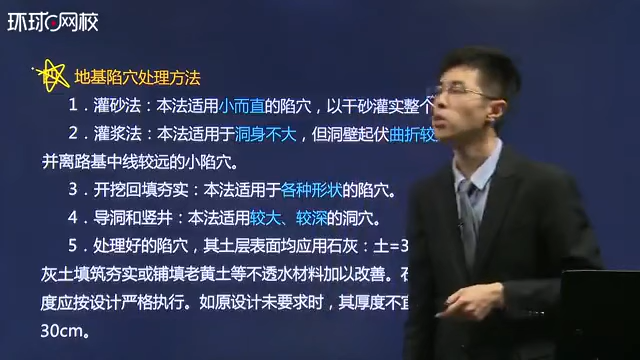 环球网校
地基陷穴处理方法
1．灌砂法：本法适用小而直的陷穴，以干砂灌实整个
2．灌浆法：本法适用于洞身不大，但洞壁起伏曲折较
并离路基中线较远的小陷穴。
3．开挖回填夯实：本法适用于各种形状的陷穴。
4．导洞和竖井：本法适用较大、较深的洞穴。
5．处理好的陷穴，其土层表面均应用石灰：土=3
灰土填筑夯实或铺填老黄土等不透水材料加以改善。
度应按设计严格执行。如原设计未要求时，其厚度不
30cm。